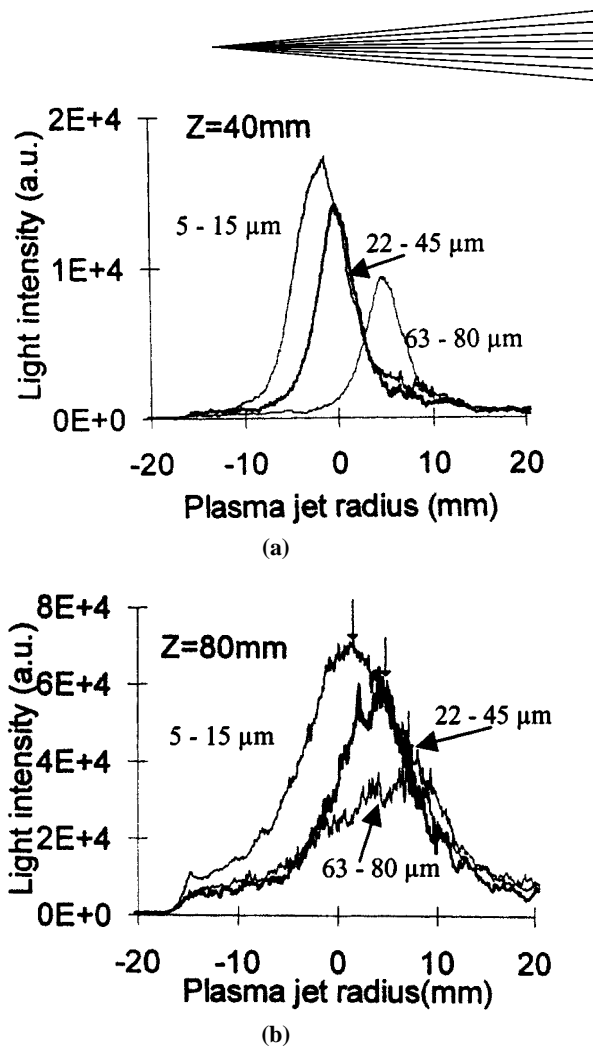 2E+4
Z=40mm
5 - 15 µm
22 - 45 µm
1E+4
63 - 80 µm
0E+0
Light intensity (a.u.)
-20 -10 0 10 20
Plasma jet radius (mm)
(a)
8E+4
Z=80mm
6E+4
22 - 45 µm
5 - 15 µm
4E+4
2E+4
63 - 80 µm
0E+0
Light intensity (a.u.)
-20 -10 0 10 20
Plasma jet radius(mm)
(b)